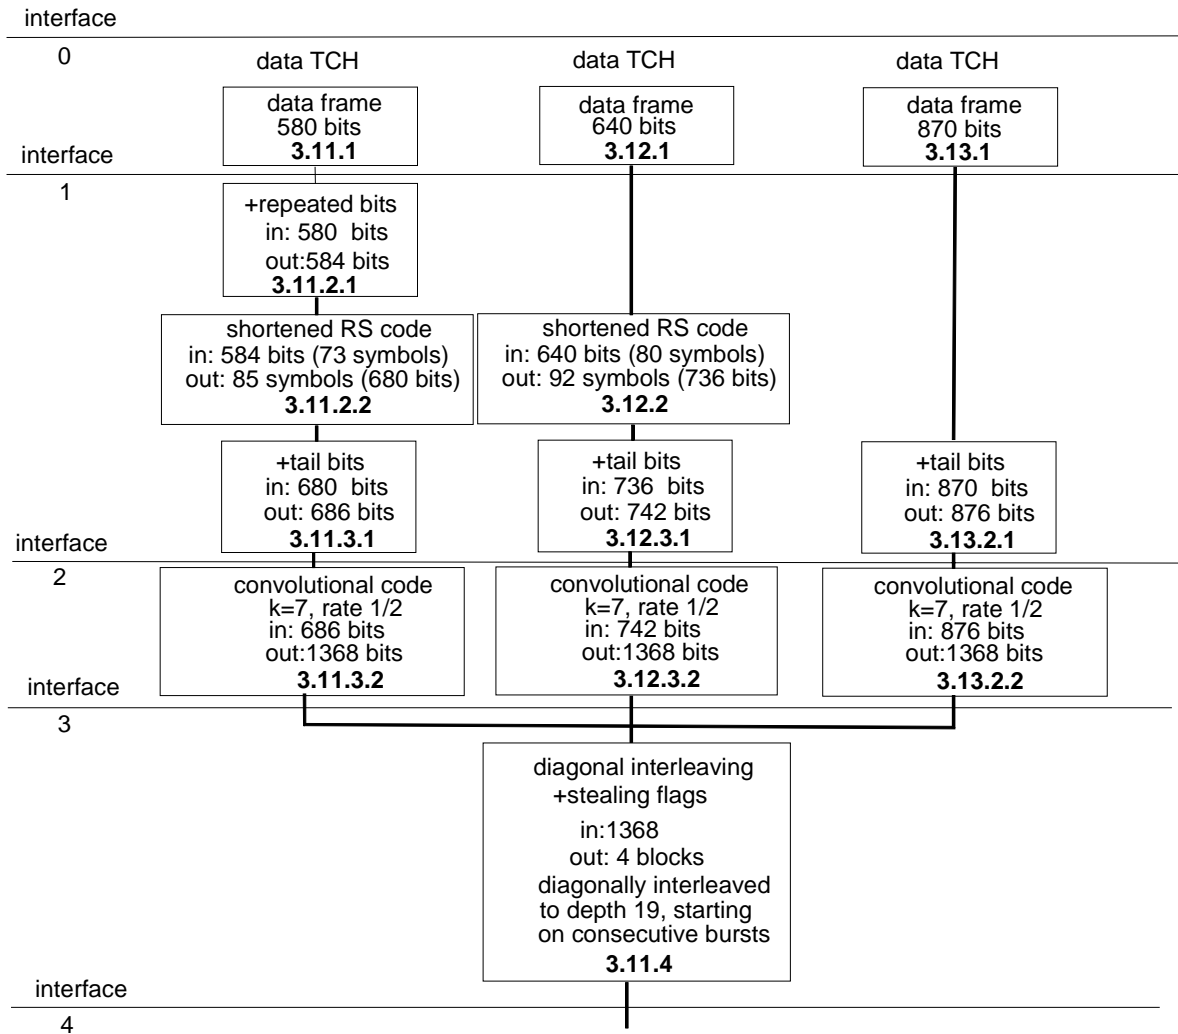 interface
0
data TCH
data TCH
data TCH
data frame
580 bits
3.11.1
data frame
640 bits
3.12.1
data frame
870 bits
3.13.1
interface
1
+repeated bits
in: 580 bits
out:584 bits
3.11.2.1
shortened RS code
in: 584 bits (73 symbols)
out: 85 symbols (680 bits)
3.11.2.2
shortened RS code
in: 640 bits (80 symbols)
out: 92 symbols (736 bits)
3.12.2
+tail bits
in: 680 bits
out: 686 bits
3.11.3.1
+tail bits
in: 736 bits
out: 742 bits
3.12.3.1
+tail bits
in: 870 bits
out: 876 bits
3.13.2.1
interface
2
convolutional code
k=7, rate 1/2
in: 686 bits
out:1368 bits
3.11.3.2
convolutional code
k=7, rate 1/2
in: 742 bits
out:1368 bits
3.12.3.2
convolutional code
k=7, rate 1/2
in: 876 bits
out:1368 bits
3.13.2.2
interface
3
diagonal interleaving
+stealing flags
in:1368
out: 4 blocks
diagonally interleaved
to depth 19, starting
on consecutive bursts
3.11.4
interface
4